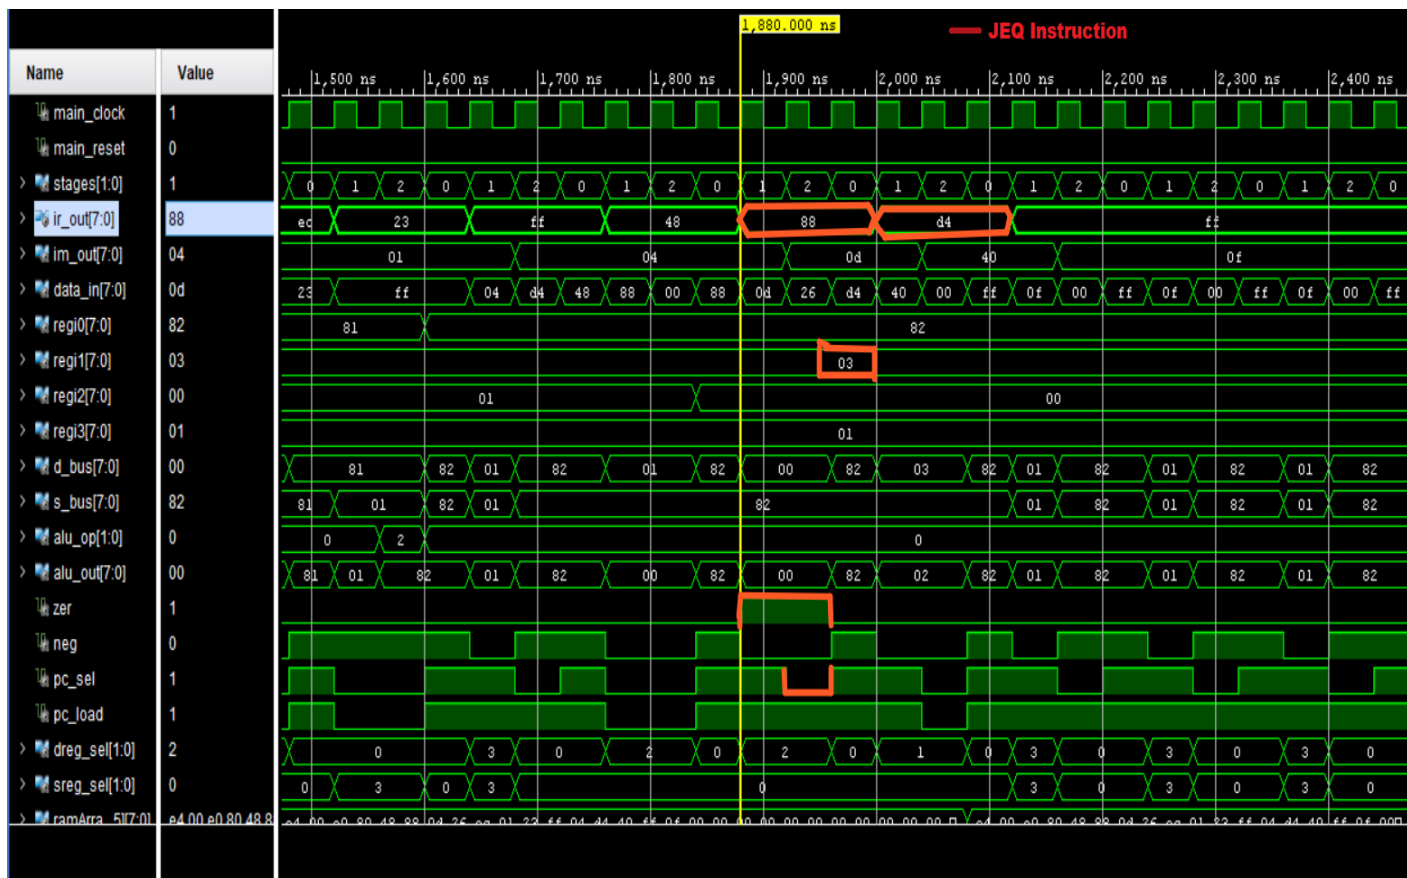 1,880.000 ns
JEQ Instruction
Name Value
1,500 ns 1,600 ns 1,700 ns 1,800 ns 1,900 ns 2,000 ns 2,100 ns 2,200 ns 2,300 ns 2,400 ns
main_clock 1
main_reset 0
stages[1:0] 1 0 1 2 0 1 2 0 1 2 0 1 2 0 1 2 0 1 2 0 1 2 0 1 2 0
ir_out[7:0] 88 ec 23 ff 48 88 d4 ff
im_out[7:0] 04 01 04 0d 40 0f
data_in[7:0] 0d 23 ff 04 d4 48 88 00 88 0d 26 d4 40 00 ff 0f 00 ff 0f 00 ff 0f 00 ff
regi0[7:0] 82 81 82
regi1[7:0] 03 03
regi2[7:0] 00 01 00
regi3[7:0] 01 01
d_bus[7:0] 00 81 82 01 82 01 82 00 82 03 82 01 82 01 82 01 82
s_bus[7:0] 82 81 01 82 01 82 01 82 01 82 01 82
alu_op[1:0] 0 0 2 0
alu_out[7:0] 00 81 01 82 01 82 00 82 00 82 02 82 01 82 01 82 01 82
zer 1
neg 0
pc_sel 1
pc_load 1
dreg_sel[1:0] 2 0 3 0 2 0 2 0 1 0 3 0 3 0 3 0
sreg_sel[1:0] 0 0 3 0 3 0 3 0 3 0 3 0